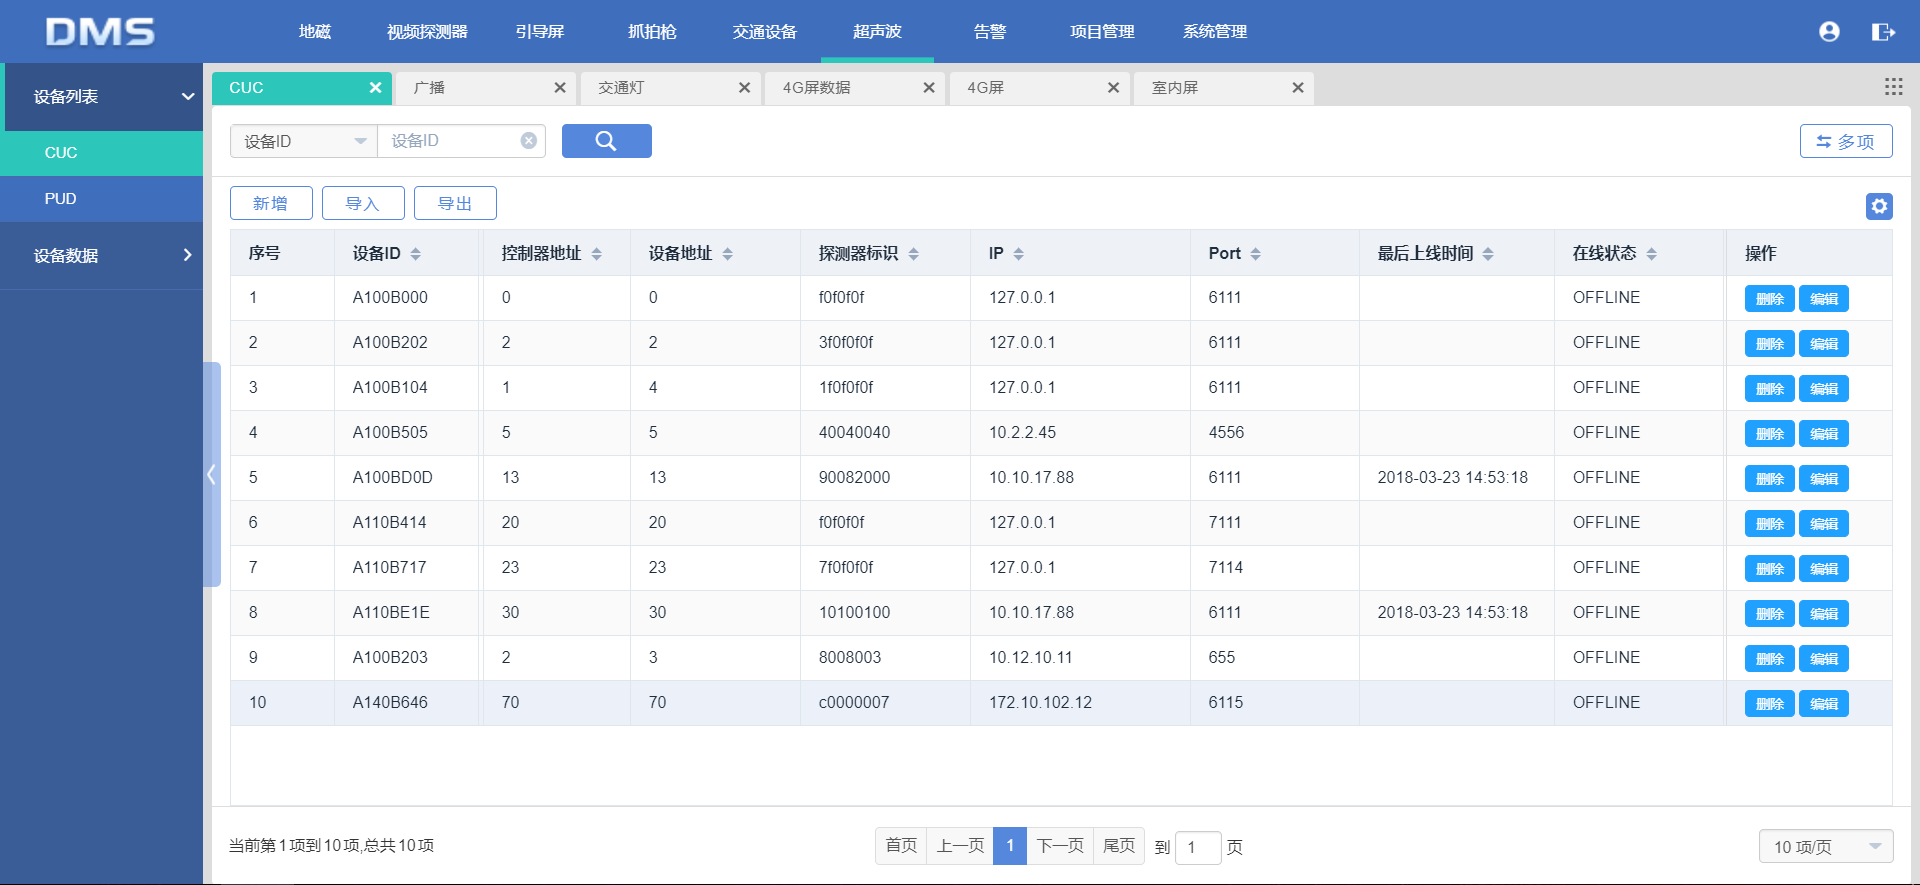 DMS 地磁 视频探测器 引导屏 抓拍枪 交通设备 超声波 告警 项目管理 系统管理
设备列表
CUC
PUD
设备数据
CUC 广播 交通灯 4G屏数据 4G屏 室内屏
设备ID 设备ID 多项
新增 导入 导出
序号 设备ID 控制器地址 设备地址 探测器标识 IP Port 最后上线时间 在线状态 操作
1 A100B000 0 0 f0f0f0f 127.0.0.1 6111 OFFLINE 删除 编辑
2 A100B202 2 2 3f0f0f0f 127.0.0.1 6111 OFFLINE 删除 编辑
3 A100B104 1 4 1f0f0f0f 127.0.0.1 6111 OFFLINE 删除 编辑
4 A100B505 5 5 40040040 10.2.2.45 4556 OFFLINE 删除 编辑
5 A100BD0D 13 13 90082000 10.10.17.88 6111 2018-03-23 14:53:18 OFFLINE 删除 编辑
6 A110B414 20 20 f0f0f0f 127.0.0.1 7111 OFFLINE 删除 编辑
7 A110B717 23 23 7f0f0f0f 127.0.0.1 7114 OFFLINE 删除 编辑
8 A110BE1E 30 30 10100100 10.10.17.88 6111 2018-03-23 14:53:18 OFFLINE 删除 编辑
9 A100B203 2 3 8008003 10.12.10.11 655 OFFLINE 删除 编辑
10 A140B646 70 70 c0000007 172.10.102.12 6115 OFFLINE 删除 编辑
当前第1项到10项,总共10项 首页 上一页 1 下一页 尾页 到 1 页 10 项/页